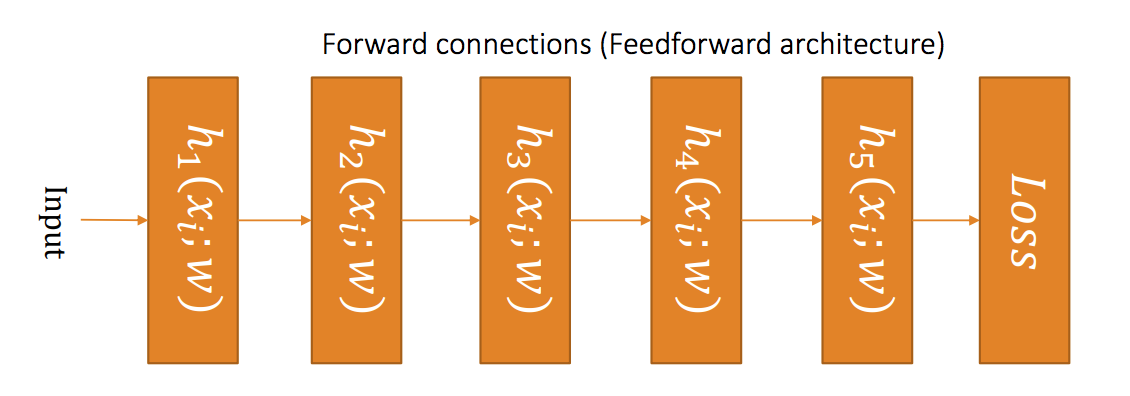 Forward connections (Feedforward architecture)
Input
h₁(xᵢ; w)
h₂(xᵢ; w)
h₃(xᵢ; w)
h₄(xᵢ; w)
h₅(xᵢ; w)
Loss